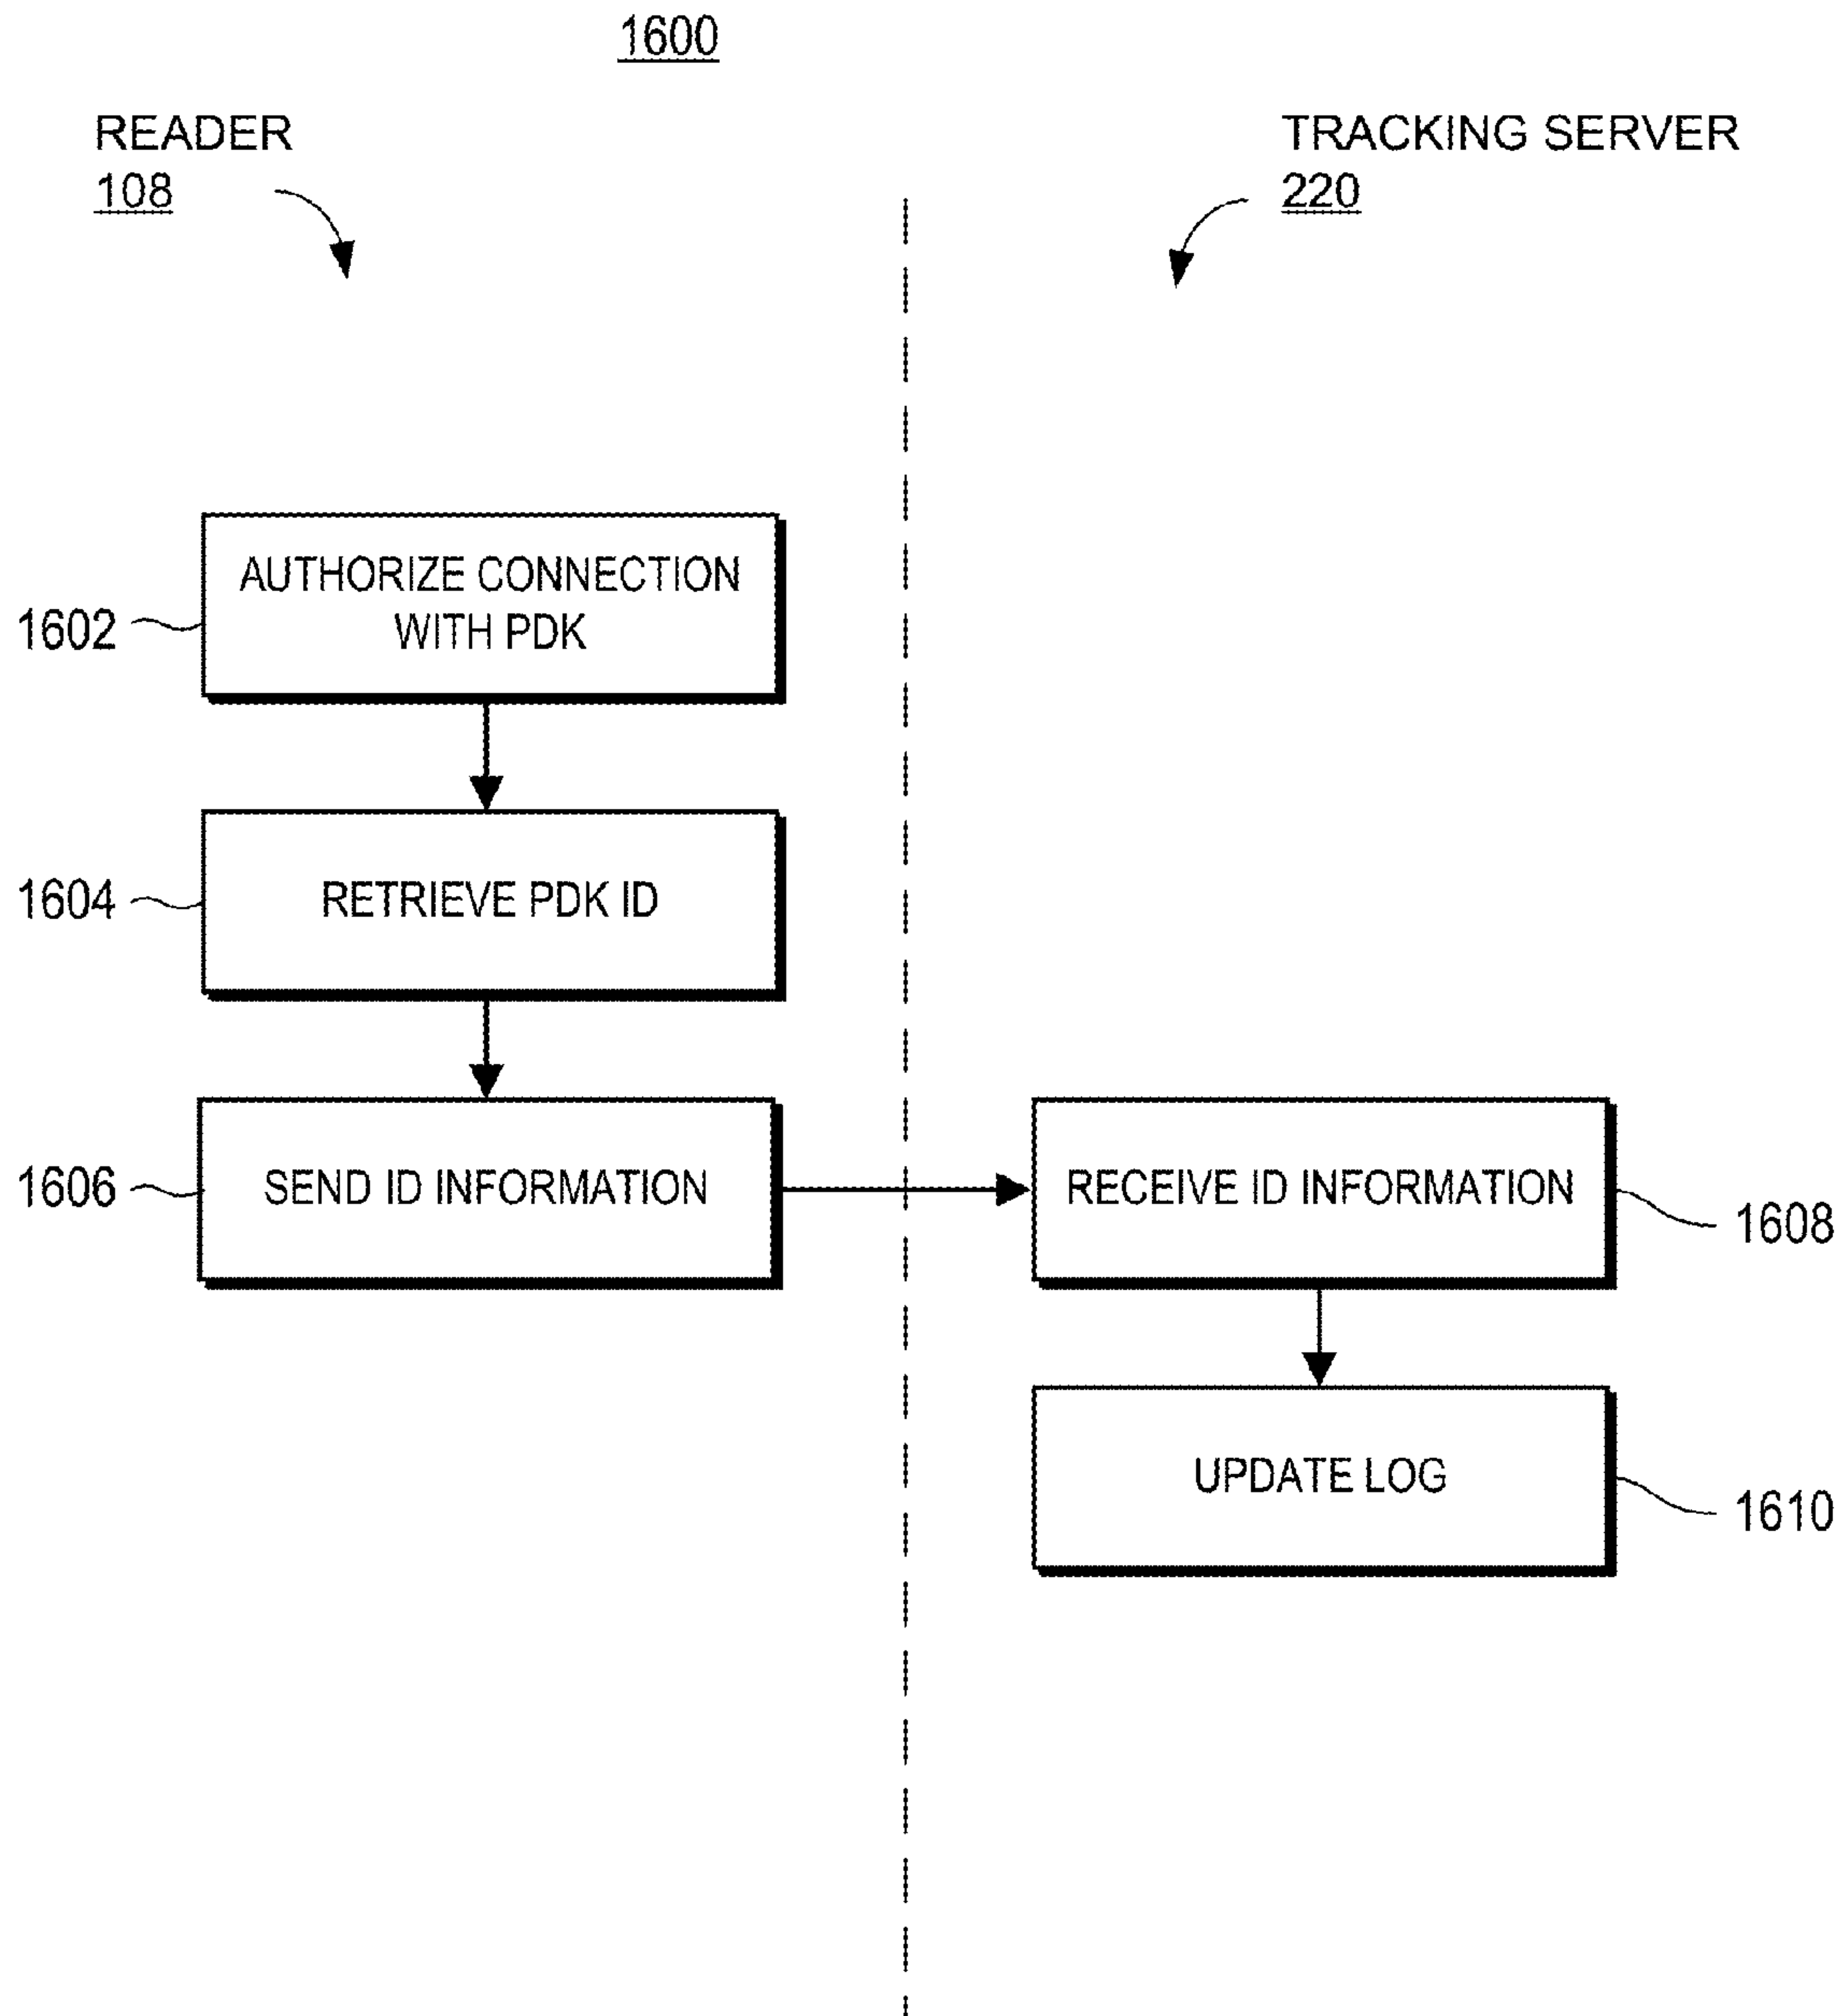 1600
READER
108
TRACKING SERVER
220
AUTHORIZE CONNECTION
WITH PDK
1602
RETRIEVE PDK ID
1604
SEND ID INFORMATION
1606
RECEIVE ID INFORMATION
1608
UPDATE LOG
1610